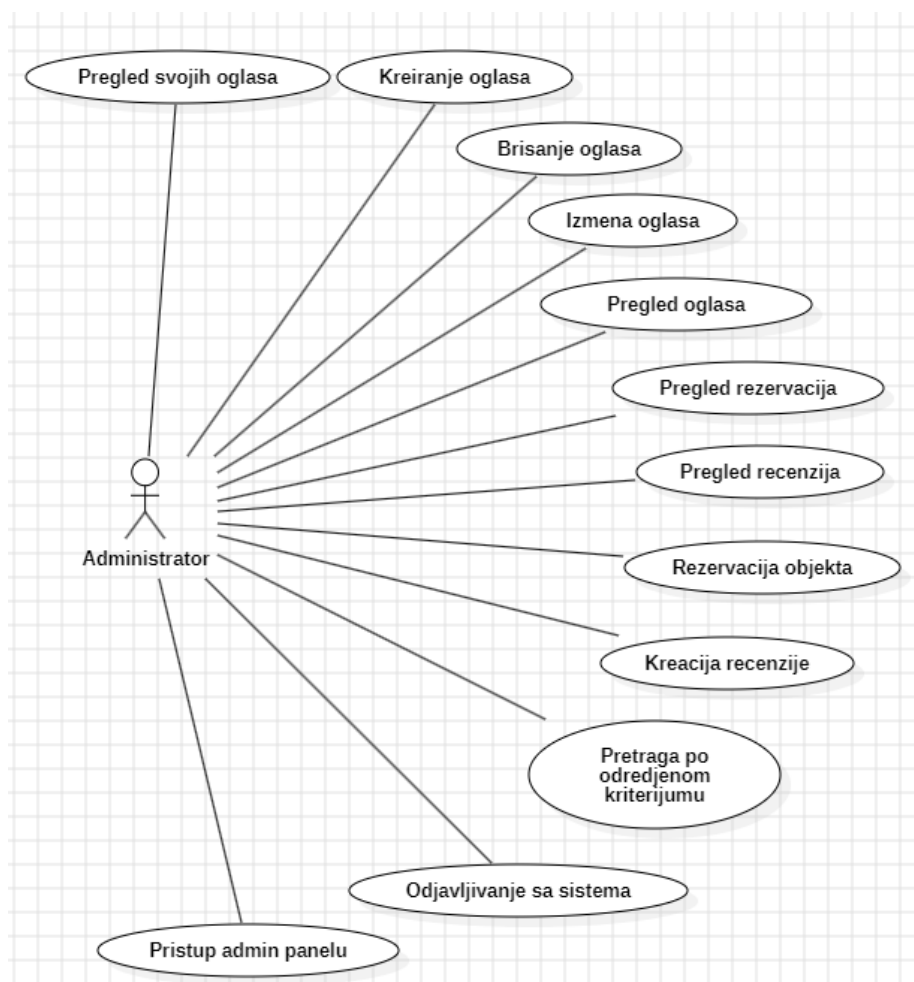 Pregled svojih oglasa
Kreiranje oglasa
Brisanje oglasa
Izmena oglasa
Pregled oglasa
Pregled rezervacija
Pregled recenzija
Administrator
Rezervacija objekta
Kreacija recenzije
Pretraga po
odredjenom
kriterijumu
Odjavljivanje sa sistema
Pristup admin panelu